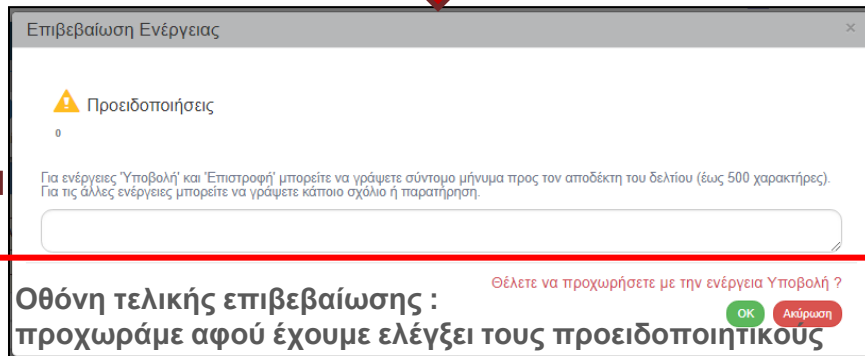 Επιβεβαίωση Ενέργειας ×
Προειδοποιήσεις
0
Για ενέργειες 'Υποβολή' και 'Επιστροφή' μπορείτε να γράψετε σύντομο μήνυμα προς τον αποδέκτη του δελτίου (έως 500 χαρακτήρες).
Για τις άλλες ενέργειες μπορείτε να γράψετε κάποιο σχόλιο ή παρατήρηση.
Θέλετε να προχωρήσετε με την ενέργεια Υποβολή ?
OK Ακύρωση
Οθόνη τελικής επιβεβαίωσης :
προχωράμε αφού έχουμε ελέγξει τους προειδοποιητικούς